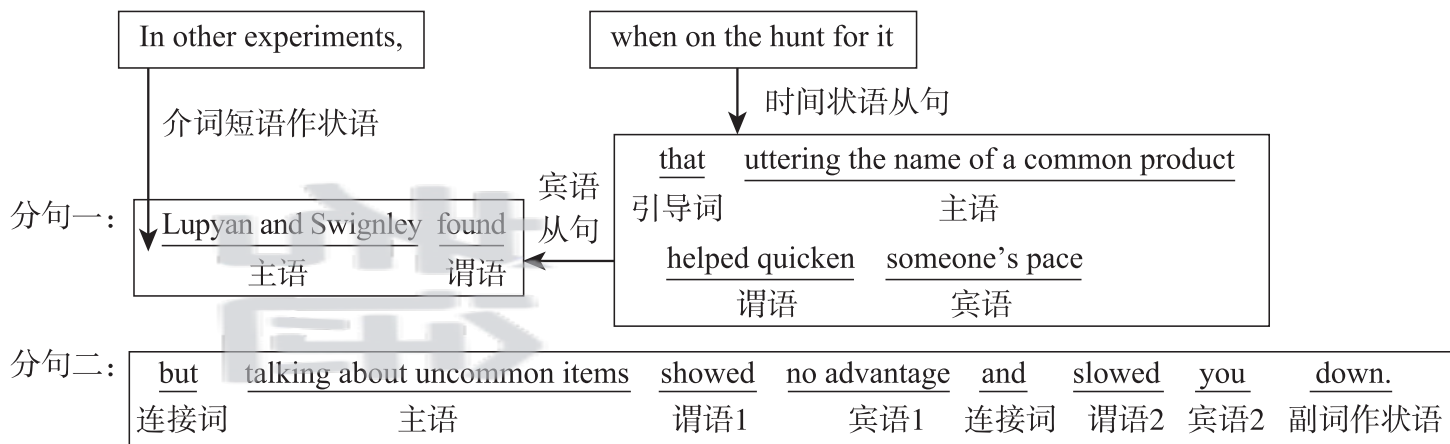 In other experiments,
when on the hunt for it
介词短语作状语
时间状语从句
that uttering the name of a common product
引导词 主语
宾语
从句
分句一： Lupyan and Swignley found
主语 谓语
helped quicken someone’s pace
谓语 宾语
分句二： but talking about uncommon items showed no advantage and slowed you down.
连接词 主语 谓语1 宾语1 连接词 谓语2 宾语2 副词作状语